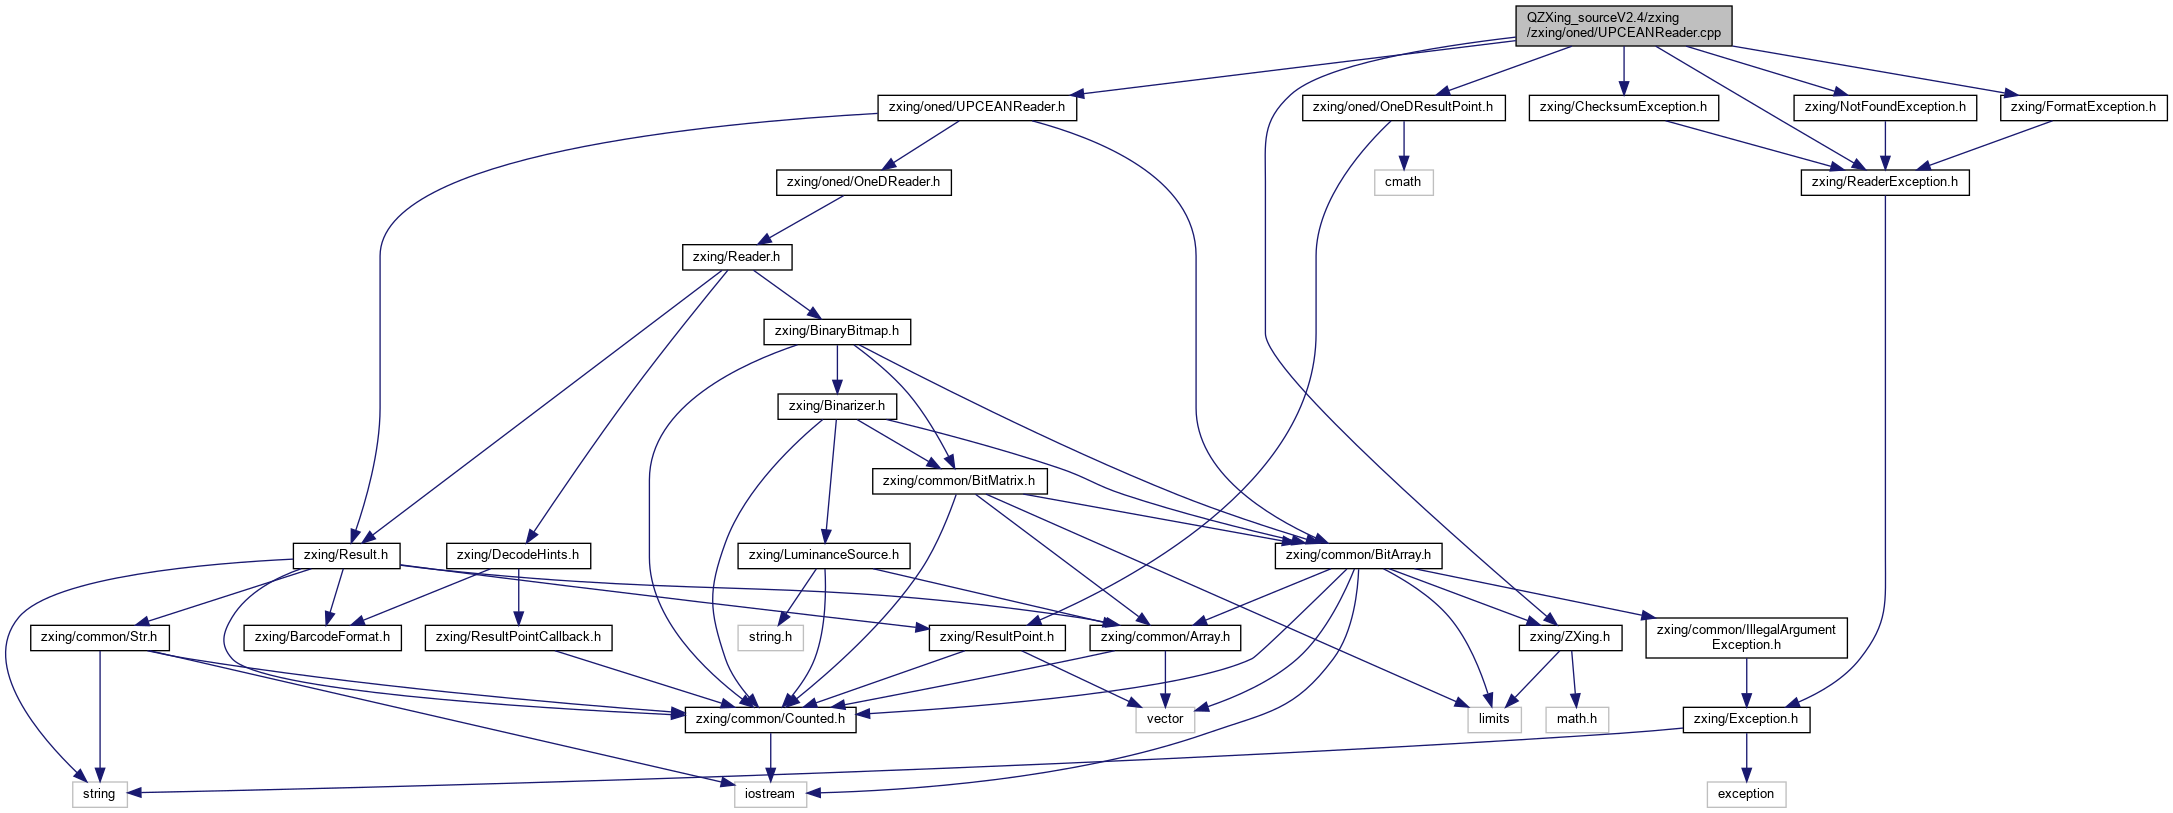 QZXing_sourceV2.4/zxing
/zxing/oned/UPCEANReader.cpp
zxing/oned/UPCEANReader.h
zxing/oned/OneDResultPoint.h
zxing/ChecksumException.h
zxing/NotFoundException.h
zxing/FormatException.h
zxing/oned/OneDReader.h
cmath
zxing/ReaderException.h
zxing/Reader.h
zxing/BinaryBitmap.h
zxing/Binarizer.h
zxing/common/BitMatrix.h
zxing/Result.h
zxing/DecodeHints.h
zxing/LuminanceSource.h
zxing/common/BitArray.h
zxing/common/Str.h
zxing/BarcodeFormat.h
zxing/ResultPointCallback.h
string.h
zxing/ResultPoint.h
zxing/common/Array.h
zxing/ZXing.h
zxing/common/IllegalArgument
Exception.h
zxing/common/Counted.h
vector
limits
math.h
zxing/Exception.h
string
iostream
exception